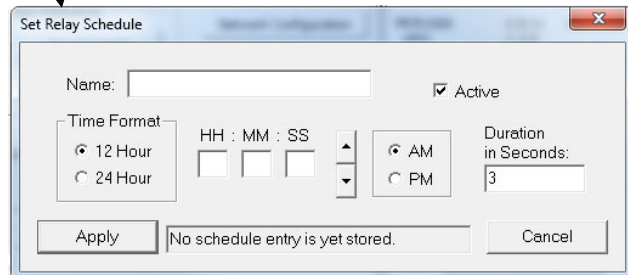 Set Relay Schedule
Name:
Active
Time Format
12 Hour
24 Hour
HH : MM : SS
AM
PM
Duration
in Seconds:
3
Apply
No schedule entry is yet stored.
Cancel